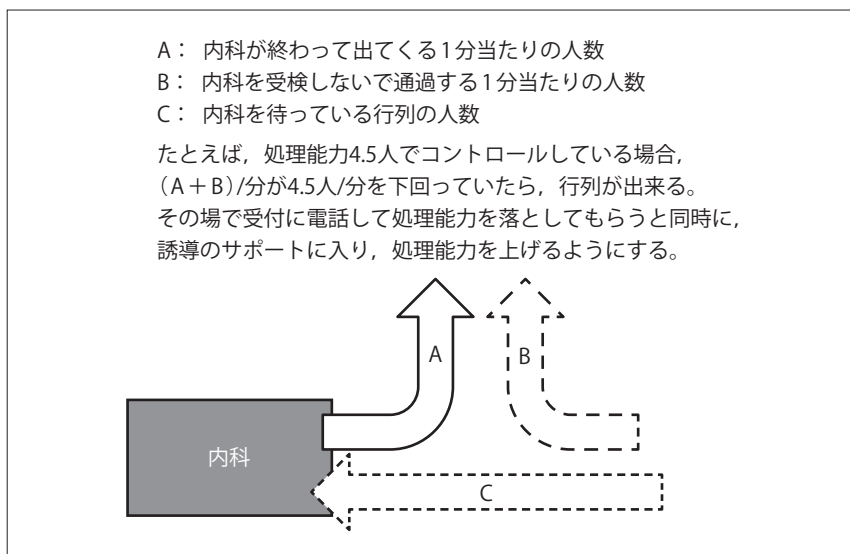 A： 内科が終わって出てくる1分当たりの人数
B： 内科を受検しないで通過する1分当たりの人数
C： 内科を待っている行列の人数
たとえば，処理能力4.5人でコントロールしている場合，
（A＋B）/分が4.5人/分を下回っていたら，行列が出来る。
その場で受付に電話して処理能力を落としてもらうと同時に，
誘導のサポートに入り，処理能力を上げるようにする。
A
B
内科
C